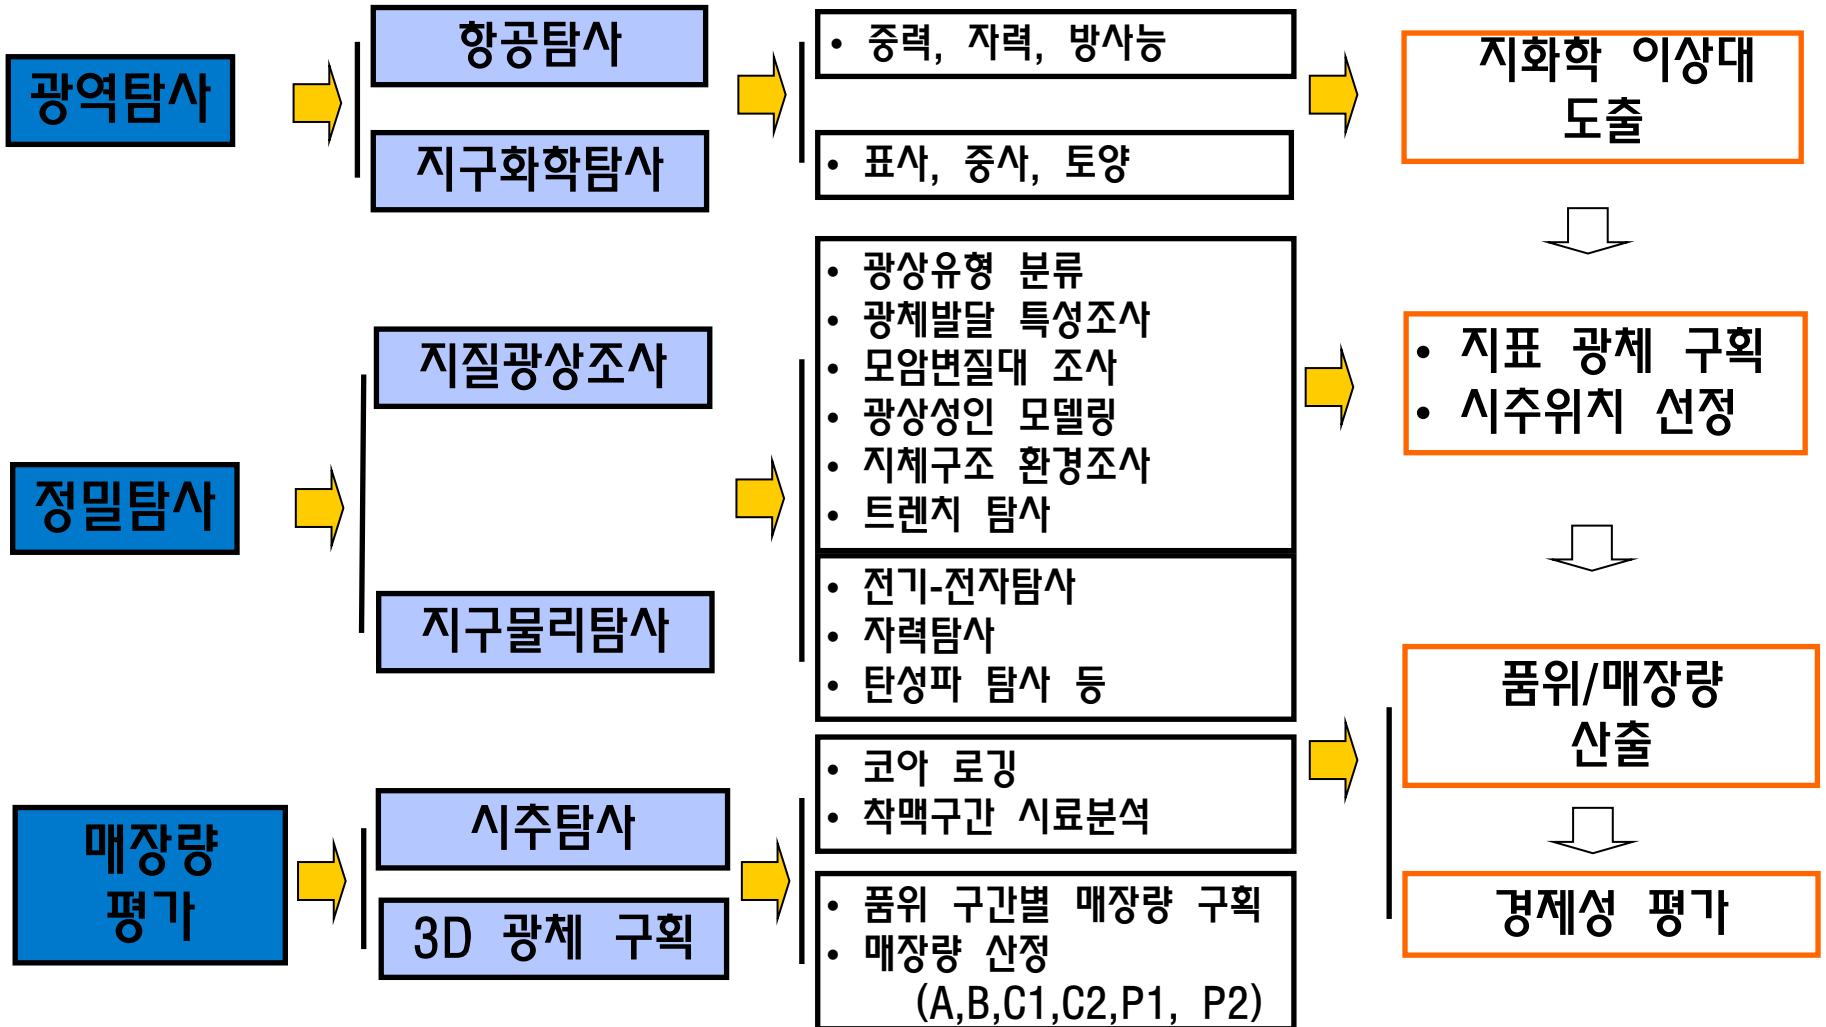 광역탐사
항공탐사
지구화학탐사
• 중력, 자력, 방사능
• 표사, 중사, 토양
지화학 이상대
도출
정밀탐사
지질광상조사
지구물리탐사
• 광상유형 분류
• 광체발달 특성조사
• 모암변질대 조사
• 광상성인 모델링
• 지체구조 환경조사
• 트렌치 탐사
• 전기-전자탐사
• 자력탐사
• 탄성파 탐사 등
• 지표 광체 구획
• 시추위치 선정
매장량
평가
시추탐사
3D 광체 구획
• 코아 로깅
• 착맥구간 시료분석
• 품위 구간별 매장량 구획
• 매장량 산정
(A,B,C1,C2,P1, P2)
품위/매장량
산출
경제성 평가